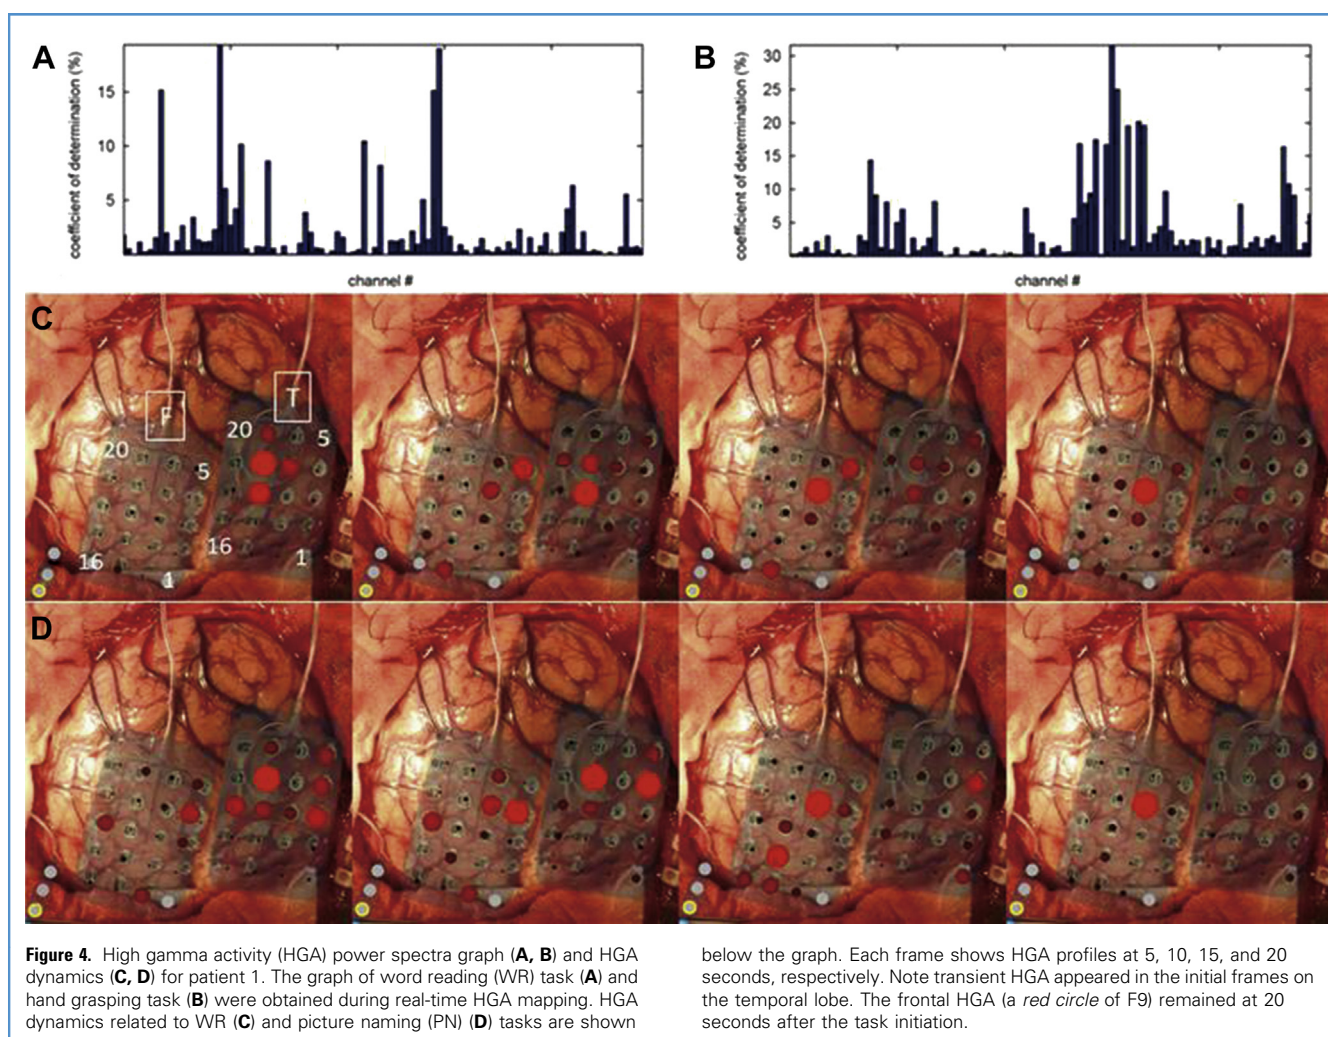 A
B
coefficient of determination (%)
15
10
5
channel #
coefficient of determination (%)
30
25
20
15
10
5
channel #
C
F
T
20
5
20
5
16
1
16
1
D
Figure 4. High gamma activity (HGA) power spectra graph (A, B) and HGA
dynamics (C, D) for patient 1. The graph of word reading (WR) task (A) and
hand grasping task (B) were obtained during real-time HGA mapping. HGA
dynamics related to WR (C) and picture naming (PN) (D) tasks are shown
below the graph. Each frame shows HGA profiles at 5, 10, 15, and 20
seconds, respectively. Note transient HGA appeared in the initial frames on
the temporal lobe. The frontal HGA (a red circle of F9) remained at 20
seconds after the task initiation.